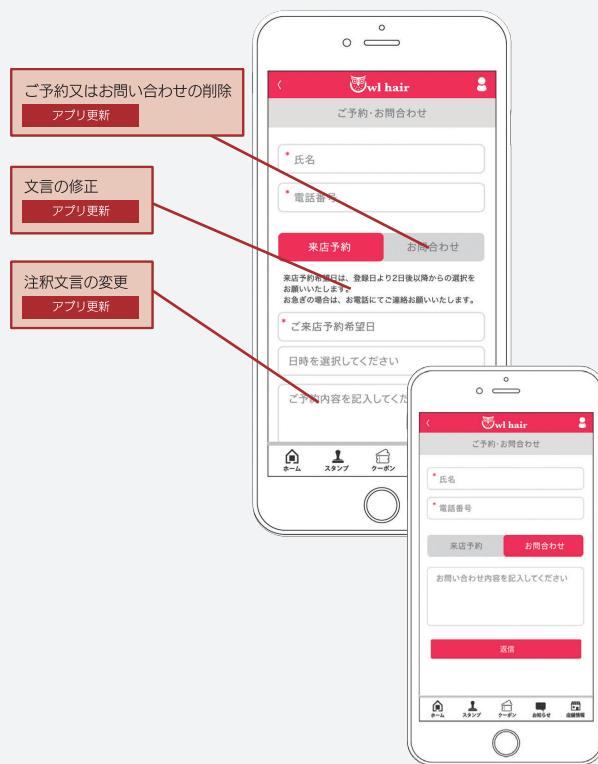 ご予約又はお問い合わせの削除
アプリ更新
文言の修正
アプリ更新
注釈文言の変更
アプリ更新
Owl hair
ご予約・お問合わせ
* 氏名
* 電話番号
来店予約
お問合わせ
来店予約希望日は、登録日より2日後以降からの選択を
お願いいたします。
お急ぎの場合は、お電話にてご連絡お願いいたします。
* ご来店予約希望日
日時を選択してください
ご予約内容を記入してくだ
ホーム
スタンプ
クーポン
Owl hair
ご予約・お問合わせ
* 氏名
* 電話番号
来店予約
お問合わせ
お問い合わせ内容を記入してください
返信
ホーム
スタンプ
クーポン
お知らせ
店舗情報